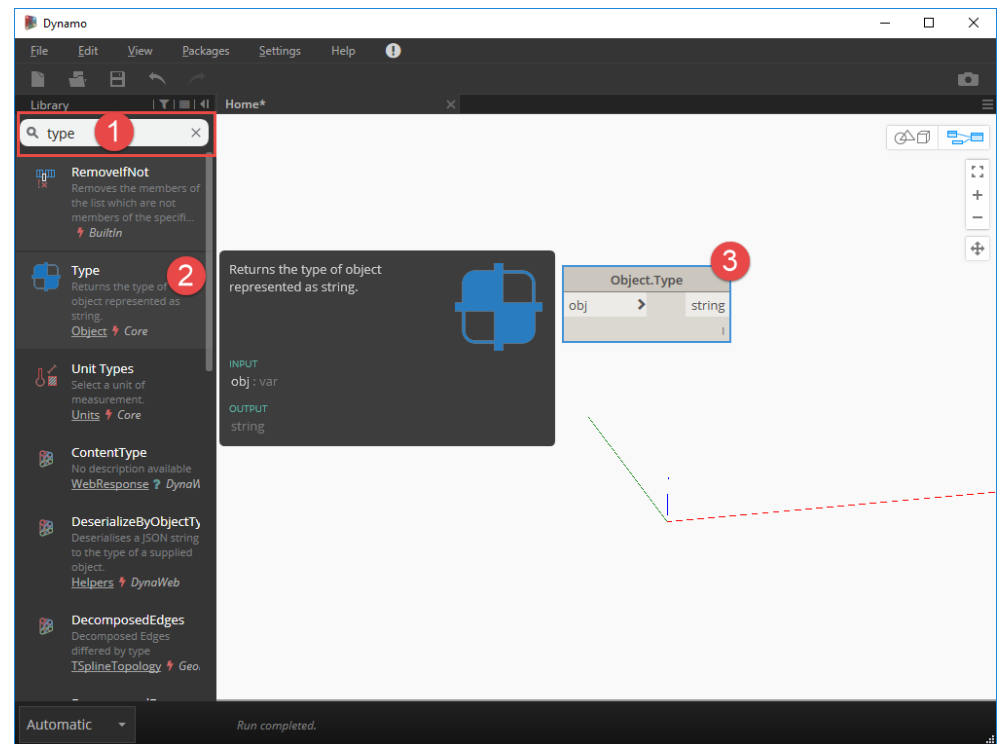 Dynamo
File Edit View Packages Settings Help
Library
Home*
type
1
RemoveIfNot
Removes the members of
the list which are not
members of the specifi...
BuiltIn
Type
2
Returns the type of
object represented as
string.
Object Core
Unit Types
Select a unit of
measurement.
Units Core
ContentType
No description available
WebResponse ? DynaW
DeserializeByObjectTy
Deserialises a JSON string
to the type of a supplied
object.
Helpers DynaWeb
DecomposedEdges
Decomposed Edges
differed by type
TSplineTopology Geo.
Returns the type of object
represented as string.
INPUT
obj : var
OUTPUT
string
3
Object.Type
obj > string
Automatic
Run completed.